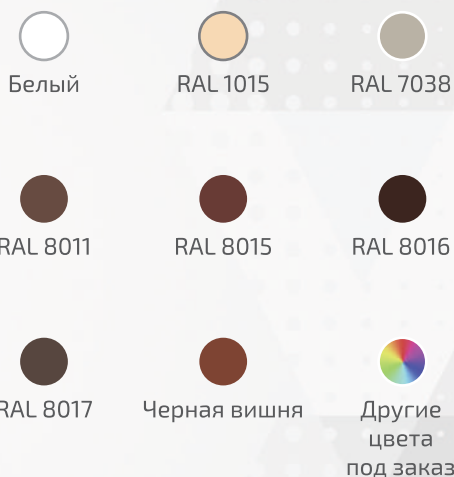 Белый
RAL 1015
RAL 7038
RAL 8011
RAL 8015
RAL 8016
RAL 8017
Черная вишня
Другие
цвета
под заказ